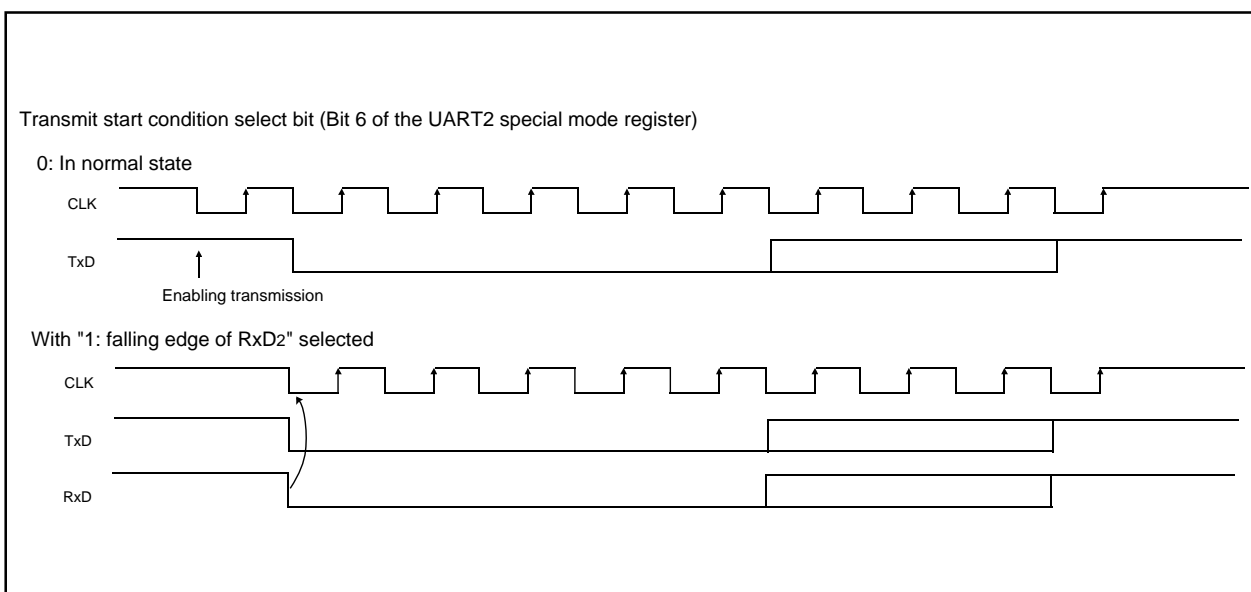 Transmit start condition select bit (Bit 6 of the UART2 special mode register)
0: In normal state
CLK
TxD
Enabling transmission
With "1: falling edge of RxD2" selected
CLK
TxD
RxD